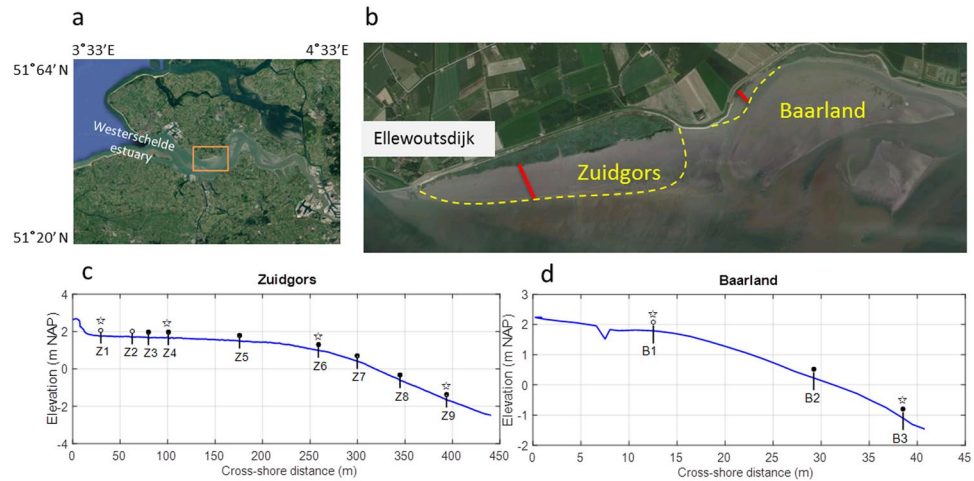 a
3°33'E 4°33'E
51°64' N
51°20' N
Westerschelde
estuary
b
Ellewoutsdijk
Zuidgors
Baarland
c
Zuidgors
Elevation (m NAP)
4
2
0
-2
-4
Z1 Z2 Z3 Z4 Z5 Z6 Z7 Z8 Z9
0 50 100 150 200 250 300 350 400 450
Cross-shore distance (m)
d
Baarland
Elevation (m NAP)
3
2
1
0
-1
-2
B1 B2 B3
0 5 10 15 20 25 30 35 40 45
Cross-shore distance (m)